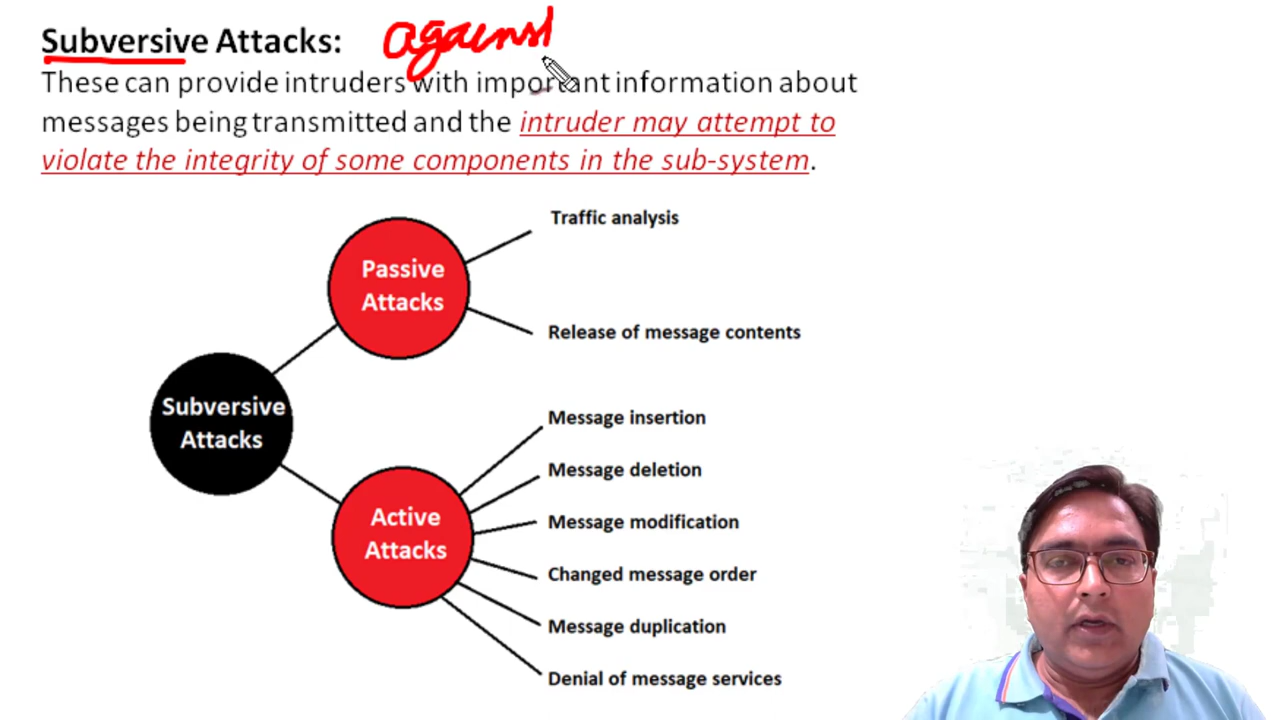 Subversive Attacks: against
These can provide intruders with important information about
messages being transmitted and the intruder may attempt to
violate the integrity of some components in the sub-system.
Traffic analysis
Passive
Attacks
Release of message contents
Subversive
Attacks
Message insertion
Message deletion
Active
Attacks
Message modification
Changed message order
Message duplication
Denial of message services